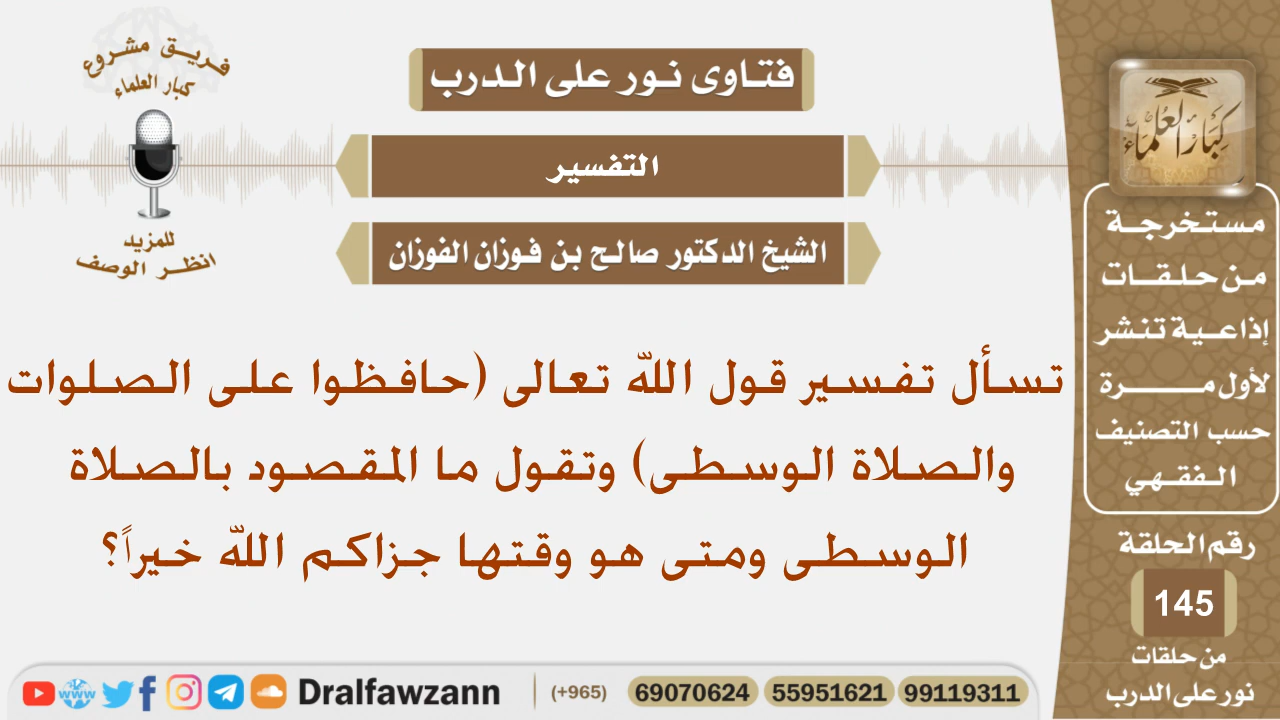 فريق مشروع
كبار العلماء
للمزيد
انظر الوصف
فتاوى نور على الدرب
التفسير
الشيخ الدكتور صالح بن فوزان الفوزان
تسأل تفسير قول الله تعالى (حافظوا على الصلوات
والصلاة الوسطى) وتقول ما المقصود بالصلاة
الوسطى ومتى هو وقتها جزاكم الله خيراً؟
كبار العلماء
مستخرجة
من حلقات
إذاعية تنشر
لأول مرة
حسب التصنيف
الفقهي
رقم الحلقة
145
من حلقات
نور على الدرب
www
Dralfawzann
(+965)
69070624
55951621
99119311